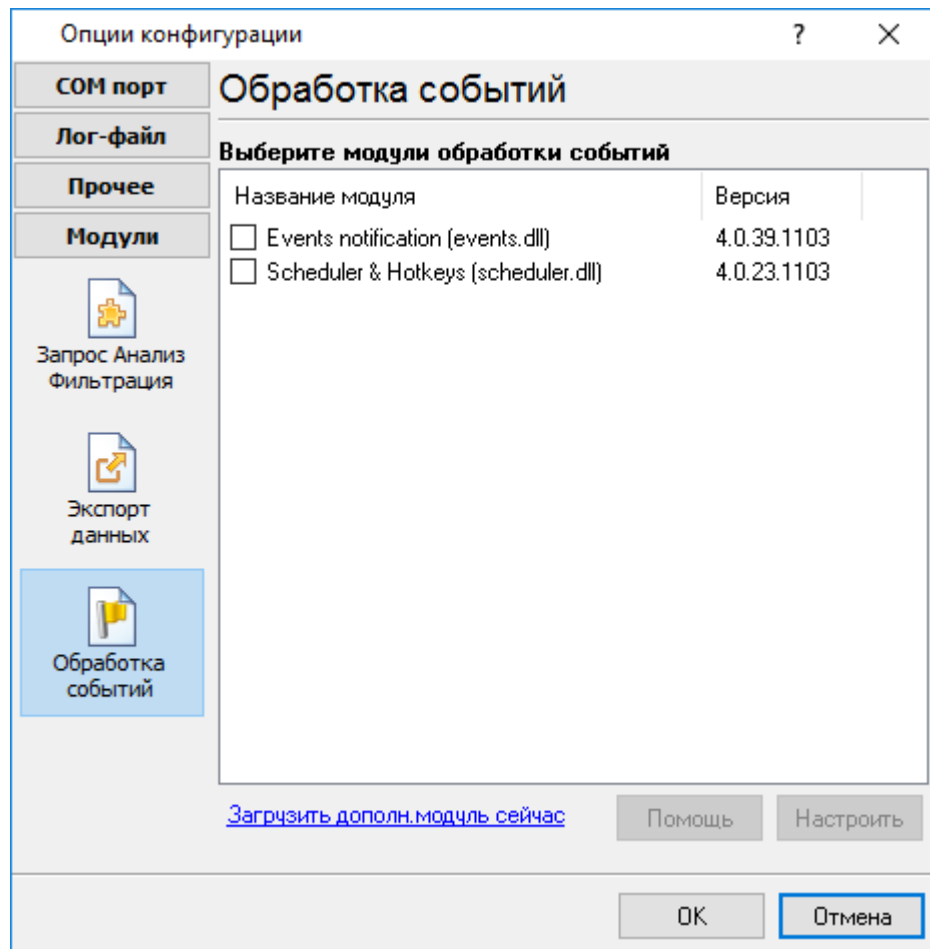 Опции конфигурации
?
COM порт
Лог-файл
Прочее
Модули
Запрос Анализ
Фильтрация
Экспорт
данных
Обработка
событий
Обработка событий
Выберите модули обработки событий
Название модуля Версия
Events notification (events.dll) 4.0.39.1103
Scheduler & Hotkeys (scheduler.dll) 4.0.23.1103
Загрузить дополн.модуль сейчас
Помощь
Настроить
OK
Отмена